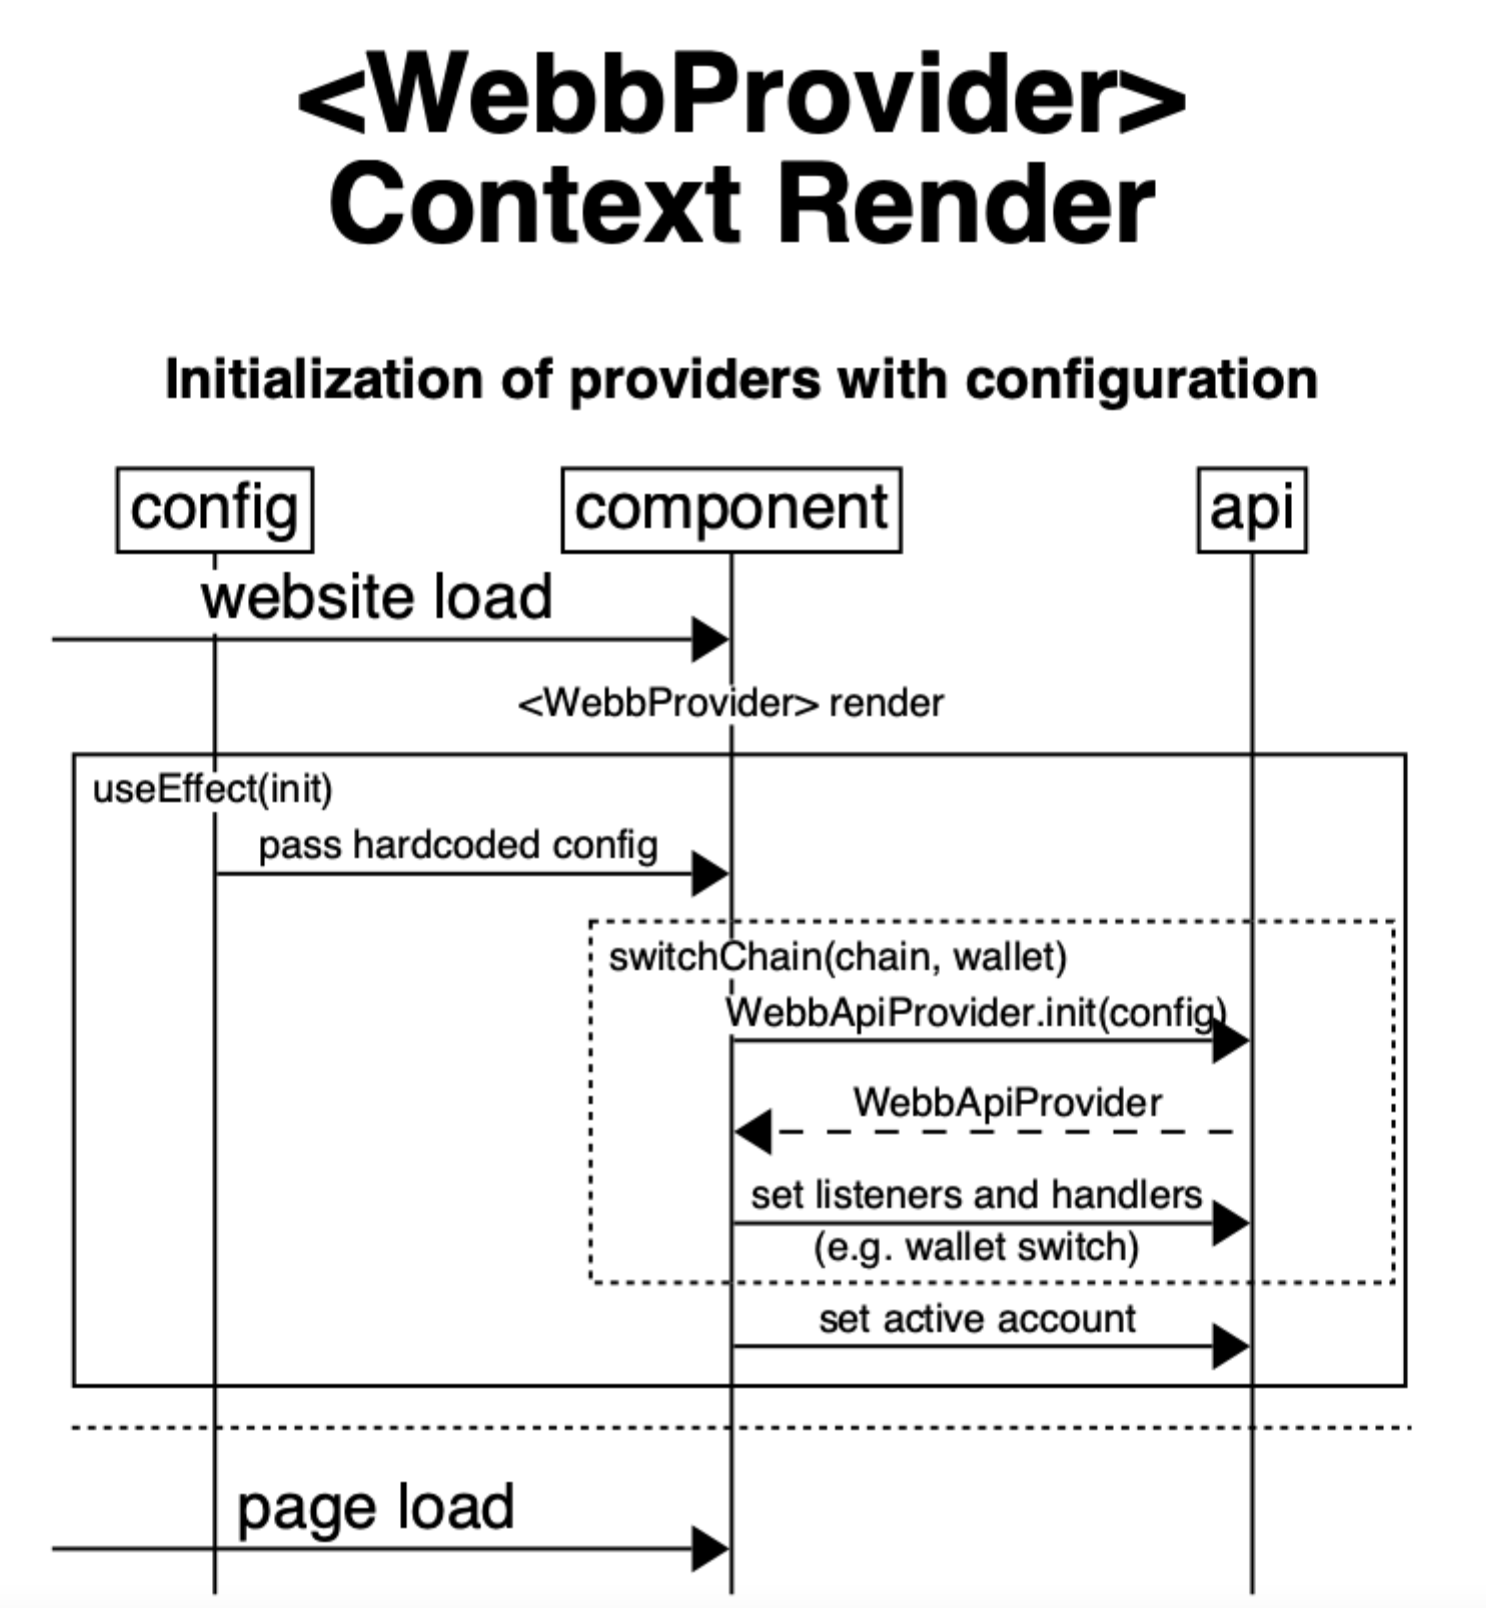 <WebbProvider>
Context Render
Initialization of providers with configuration
config
component
api
website load
<WebbProvider> render
useEffect(init)
pass hardcoded config
switchChain(chain, wallet)
WebbApiProvider.init(config)
WebbApiProvider
set listeners and handlers
(e.g. wallet switch)
set active account
page load